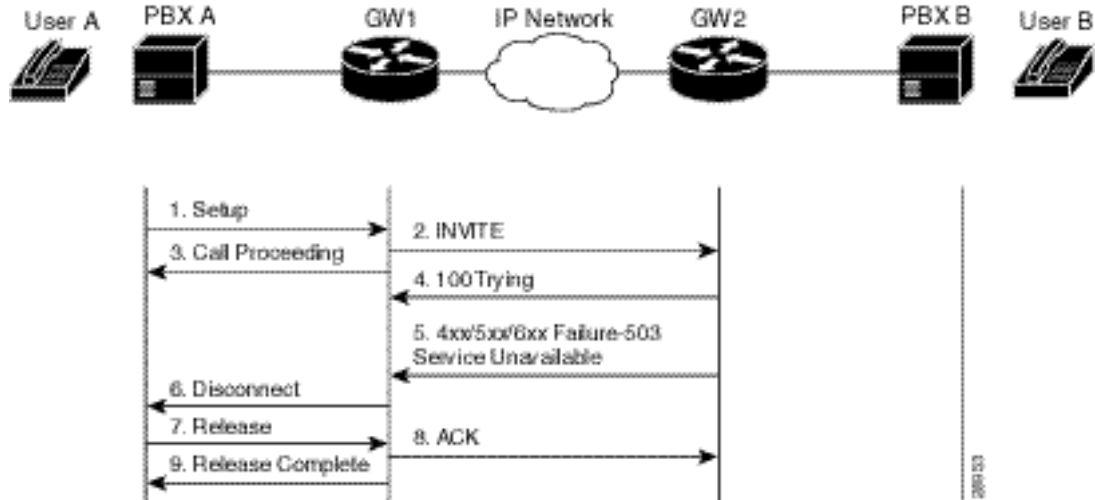 User A
PBX A
GW1
IP Network
GW2
PBX B
User B
1. Setup
2. INVITE
3. Call Proceeding
4. 100 Trying
5. 4xx/5xx/6xx Failure-503
Service Unavailable
6. Disconnect
7. Release
8. ACK
9. Release Complete